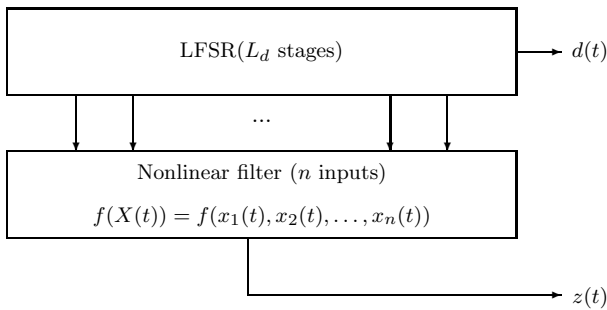 LFSR(L_d stages)
d(t)
...
Nonlinear filter (n inputs)
f(X(t)) = f(x_1(t), x_2(t), . . . , x_n(t))
z(t)